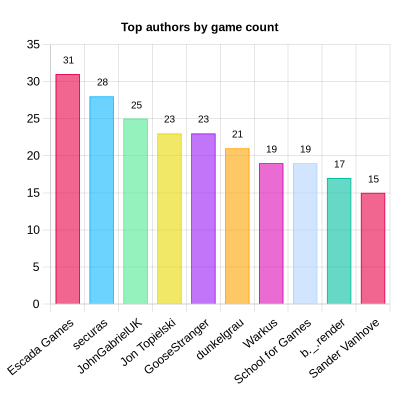 Top authors by game count
35
30
25
20
15
10
5
0
31
28
25
23
23
21
19
19
17
15
Escada Games
securas
JohnGabrielUK
Jon Topielski
GooseStranger
dunkelgrau
Warkus
School for Games
b._.render
Sander Vanhove